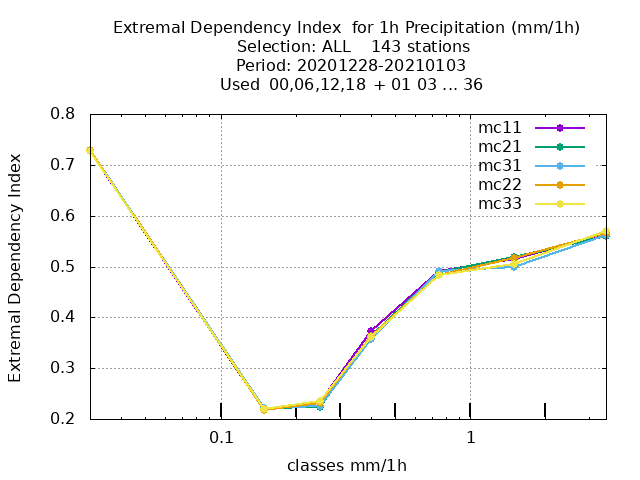 Extremal Dependency Index  for 1h Precipitation (mm/1h)
Selection: ALL    143 stations
Period: 20201228-20210103
Used  00,06,12,18  + 01 03 ... 36
Extremal Dependency Index
0.8
0.7
0.6
0.5
0.4
0.3
0.2
mc11
mc21
mc31
mc22
mc33
0.1
1
classes mm/1h